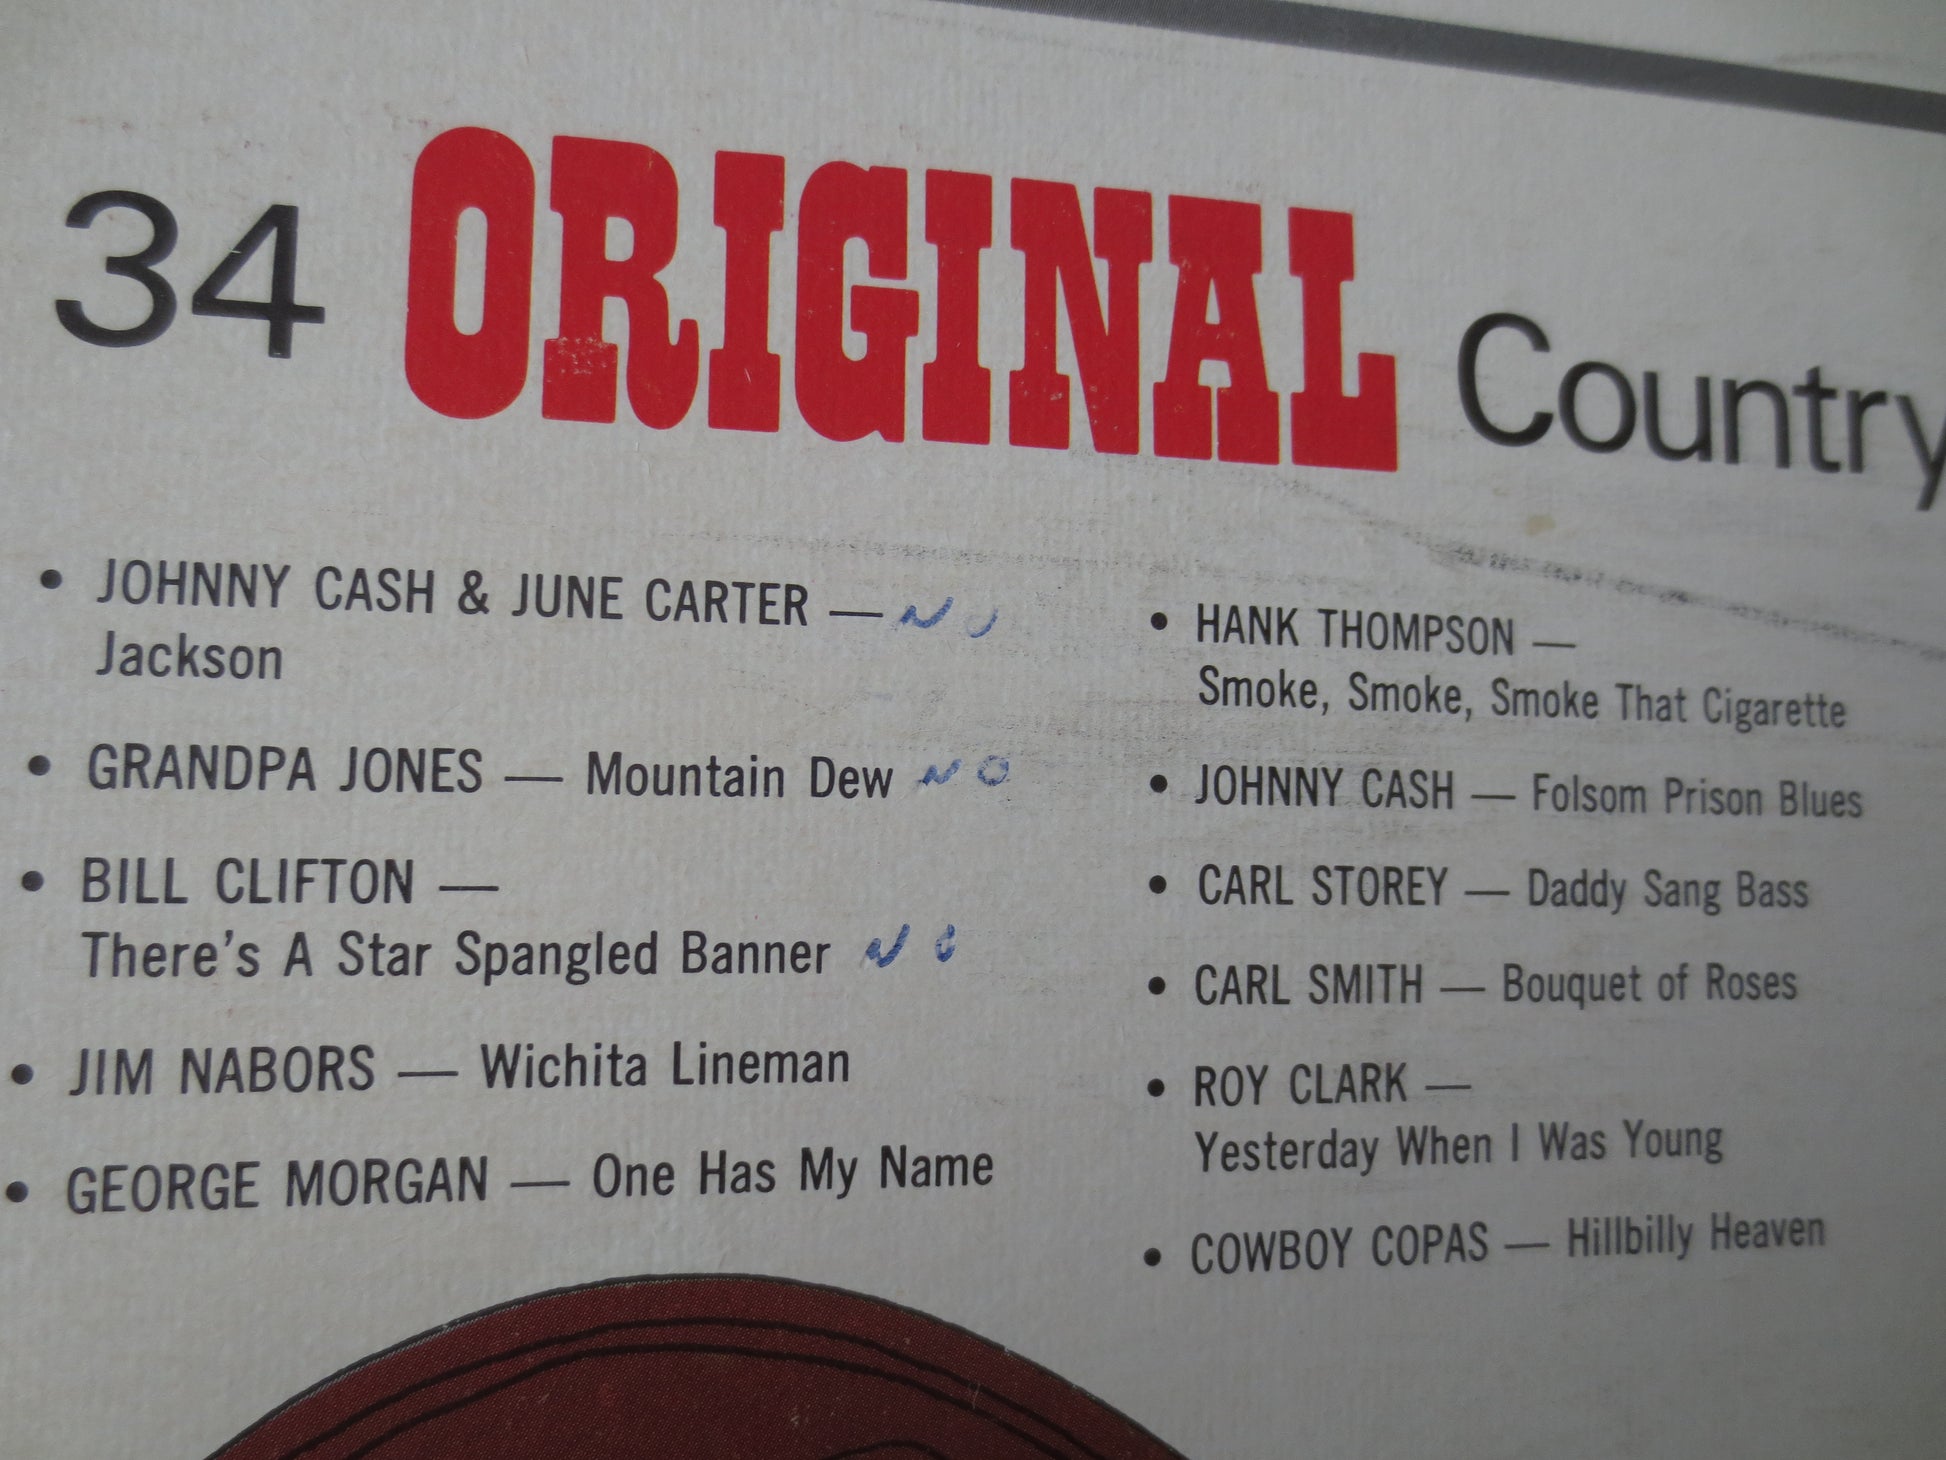 34 ORIGINAL Country
• JOHNNY CASH & JUNE CARTER — NO
Jackson
• GRANDPA JONES — Mountain Dew NO
• BILL CLIFTON —
There's A Star Spangled Banner NO
• JIM NABORS — Wichita Lineman
• GEORGE MORGAN — One Has My Name
• HANK THOMPSON —
Smoke, Smoke, Smoke That Cigarette
• JOHNNY CASH — Folsom Prison Blues
• CARL STOREY — Daddy Sang Bass
• CARL SMITH — Bouquet of Roses
• ROY CLARK —
Yesterday When I Was Young
• COWBOY COPAS — Hillbilly Heaven